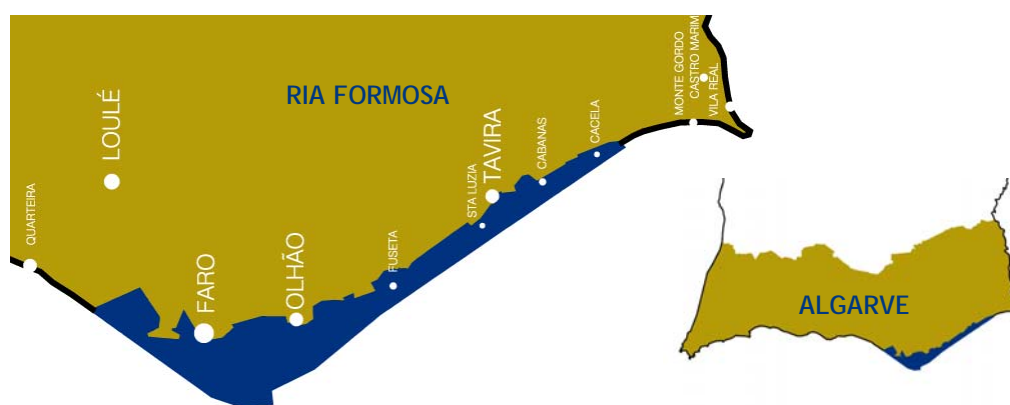 RIA FORMOSA
QUARTEIRA
LOULÉ
FARO
OLHÃO
FUSETA
STA LUZIA
TAVIRA
CABANAS
CACELA
MONTE GORDO
CASTRO MARIM
VILA REAL
ALGARVE